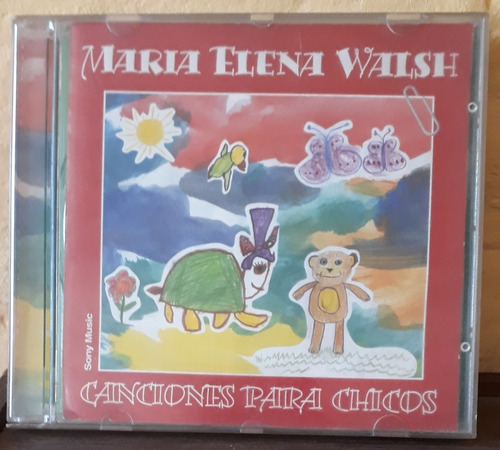 MARIA ELENA WALSH
Sony Music
CANCIONES PARA CHICOS